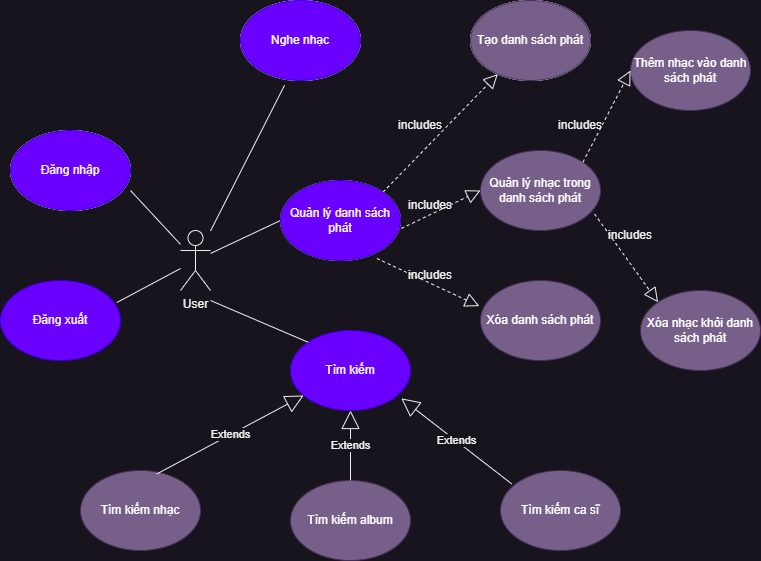 Nghe nhạc
Tạo danh sách phát
Thêm nhạc vào danh
sách phát
includes
includes
Đăng nhập
Quản lý nhạc trong
danh sách phát
includes
Quản lý danh sách
phát
includes
includes
User
Đăng xuất
Xóa danh sách phát
Xóa nhạc khỏi danh
sách phát
Tìm kiếm
Extends
Extends
Extends
Tìm kiếm nhạc
Tìm kiếm album
Tìm kiếm ca sĩ